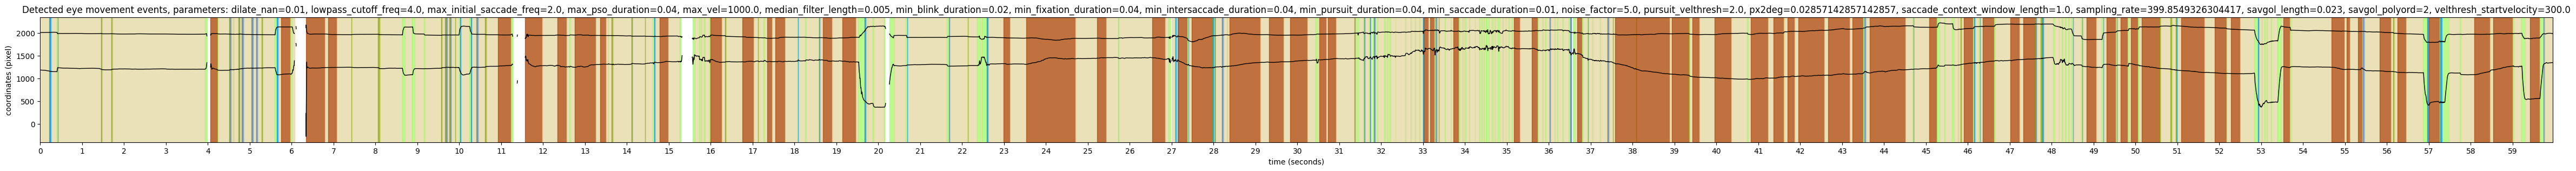 Detected eye movement events, parameters: dilate_nan=0.01, lowpass_cutoff_freq=4.0, max_initial_saccade_freq=2.0, max_pso_duration=0.04, max_vel=1000.0, median_filter_length=0.005, min_blink_duration=0.02, min_fixation_duration=0.04, min_intersaccade_duration=0.04, min_pursuit_duration=0.04, min_saccade_duration=0.01, noise_factor=5.0, pursuit_velthresh=2.0, px2deg=0.02857142857142857, saccade_context_window_length=1.0, sampling_rate=399.8549326304417, savgol_length=0.023, savgol_polyord=2, velthresh_startvelocity=300.0
coordinates (pixel)
2000
1500
1000
500
0
0 1 2 3 4 5 6 7 8 9 10 11 12 13 14 15 16 17 18 19 20 21 22 23 24 25 26 27 28 29 30 31 32 33 34 35 36 37 38 39 40 41 42 43 44 45 46 47 48 49 50 51 52 53 54 55 56 57 58 59
time (seconds)